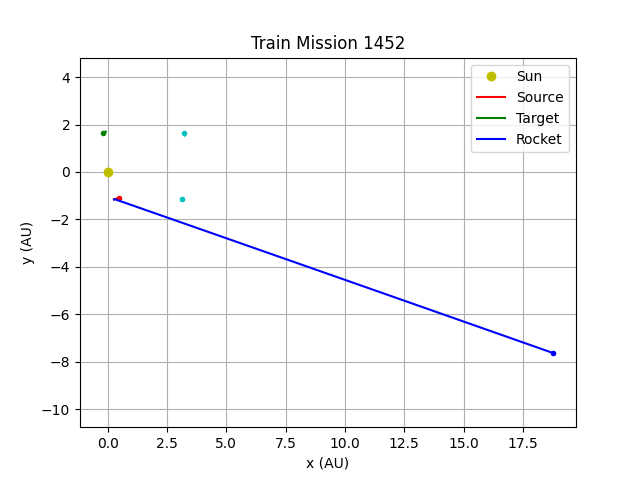 Train Mission 1452
Sun
Source
Target
Rocket
4
2
0
−2
−4
−6
−8
−10
y (AU)
0.0 2.5 5.0 7.5 10.0 12.5 15.0 17.5
x (AU)